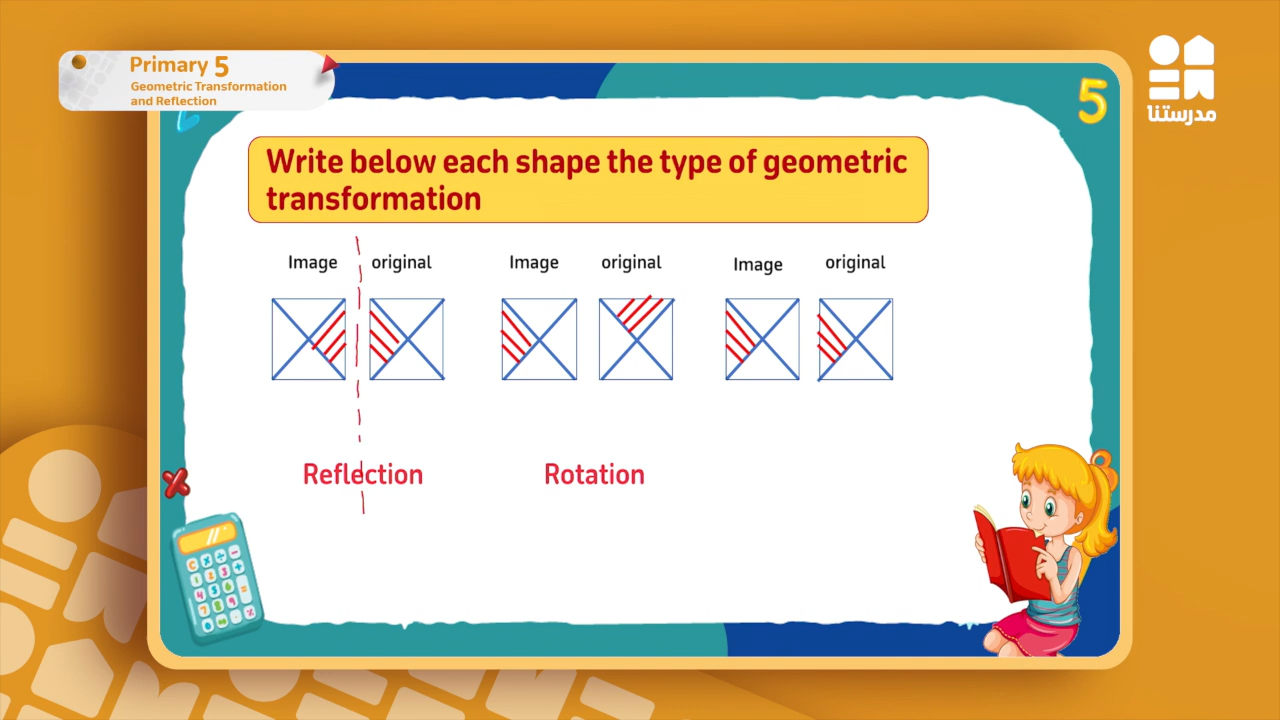 Primary 5
Geometric Transformation
and Reflection
5
مدرستنا
Write below each shape the type of geometric
transformation
Image original Image original Image original
Reflection Rotation